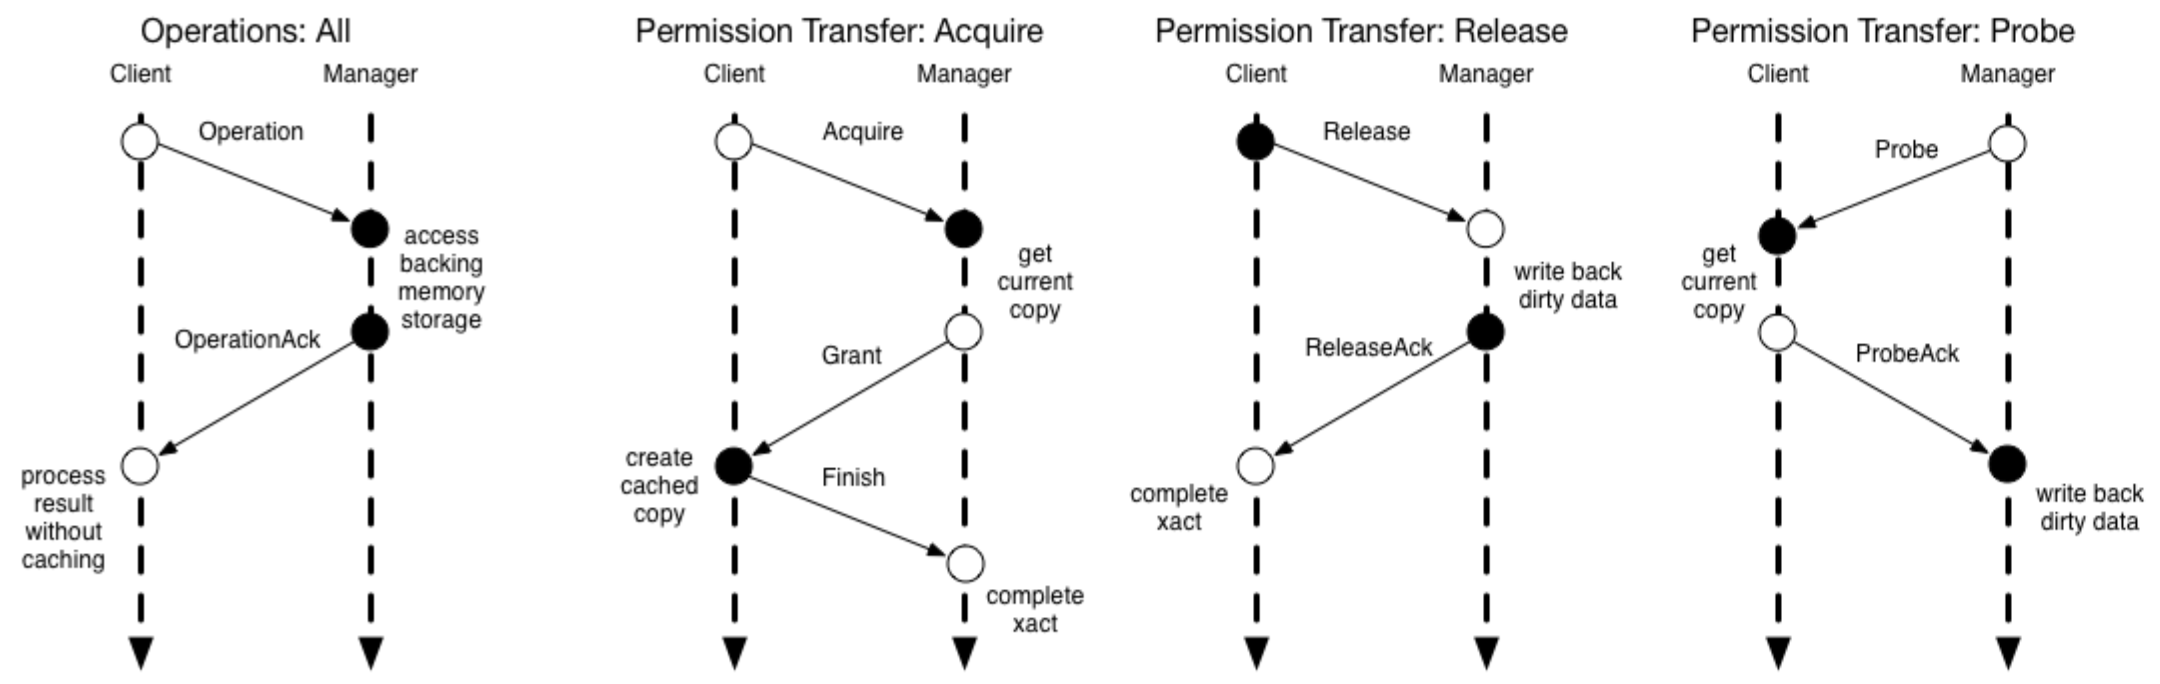 Operations: All
Client
Manager
Operation
access
backing
memory
storage
OperationAck
process
result
without
caching
Permission Transfer: Acquire
Client
Manager
Acquire
get
current
copy
Grant
create
cached
copy
Finish
complete
xact
Permission Transfer: Release
Client
Manager
Release
write back
dirty data
ReleaseAck
complete
xact
Permission Transfer: Probe
Client
Manager
Probe
get
current
copy
ProbeAck
write back
dirty data